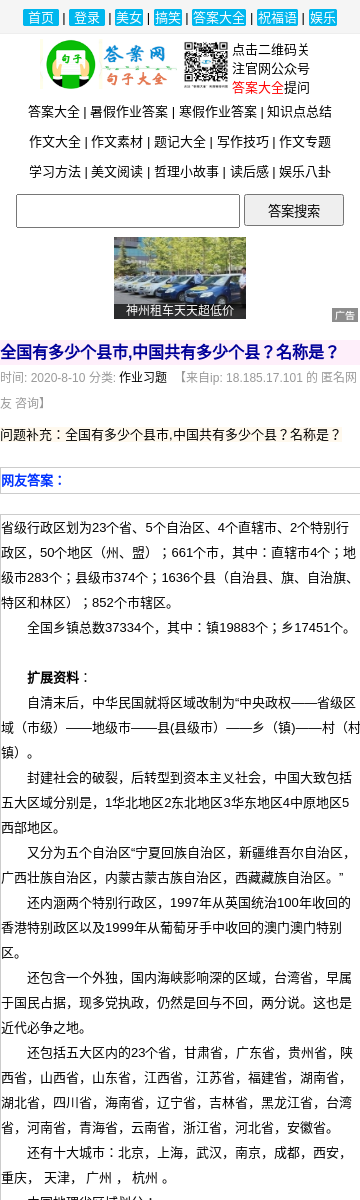 首页 | 登录 | 美女 | 搞笑 | 答案大全 | 祝福语 | 娱乐
句子
答案网
句子大全
点击二维码关
注官网公众号
答案大全提问
答案大全 | 暑假作业答案 | 寒假作业答案 | 知识点总结
作文大全 | 作文素材 | 题记大全 | 写作技巧 | 作文专题
学习方法 | 美文阅读 | 哲理小故事 | 读后感 | 娱乐八卦
答案搜索
神州租车天天超低价
广告
全国有多少个县市,中国共有多少个县？名称是？
时间: 2020-8-10 分类: 作业习题 【来自ip: 18.185.17.101 的 匿名网
友 咨询】
问题补充：全国有多少个县市,中国共有多少个县？名称是？
网友答案：
省级行政区划为23个省、5个自治区、4个直辖市、2个特别行
政区，50个地区（州、盟）；661个市，其中：直辖市4个；地
级市283个；县级市374个；1636个县（自治县、旗、自治旗、
特区和林区）；852个市辖区。
全国乡镇总数37334个，其中：镇19883个；乡17451个。
扩展资料：
自清末后，中华民国就将区域改制为“中央政权——省级区
域（市级）——地级市——县(县级市）——乡（镇)——村（村
镇）。
封建社会的破裂，后转型到资本主义社会，中国大致包括
五大区域分别是，1华北地区2东北地区3华东地区4中原地区5
西部地区。
又分为五个自治区“宁夏回族自治区，新疆维吾尔自治区，
广西壮族自治区，内蒙古蒙古族自治区，西藏藏族自治区。”
还内涵两个特别行政区，1997年从英国统治100年收回的
香港特别政区以及1999年从葡萄牙手中收回的澳门澳门特别
区。
还包含一个外独，国内海峡影响深的区域，台湾省，早属
于国民占据，现多党执政，仍然是回与不回，两分说。这也是
近代必争之地。
还包括五大区内的23个省，甘肃省，广东省，贵州省，陕
西省，山西省，山东省，江西省，江苏省，福建省，湖南省，
湖北省，四川省，海南省，辽宁省，吉林省，黑龙江省，台湾
省，河南省，青海省，云南省，浙江省，河北省，安徽省。
还有十大城市：北京，上海，武汉，南京，成都，西安，
重庆， 天津， 广州 ， 杭州 。